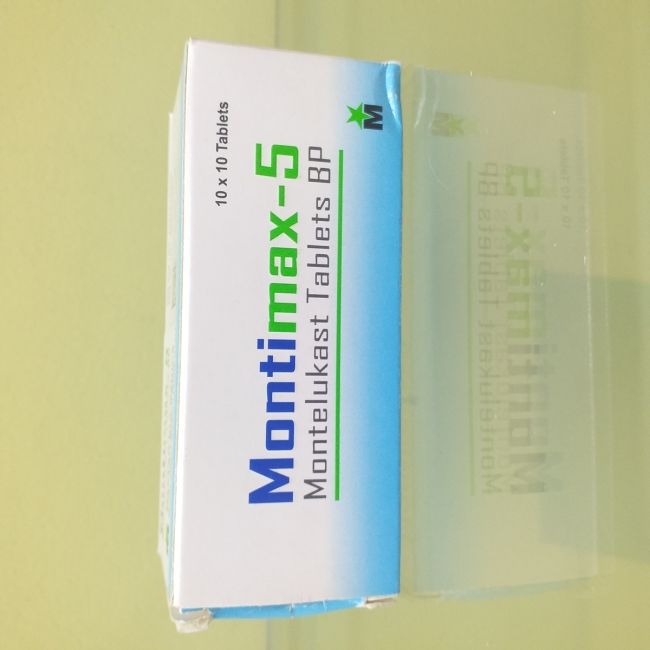 10 x 10 Tablets
Montimax-5
Montelukast Tablets BP
M